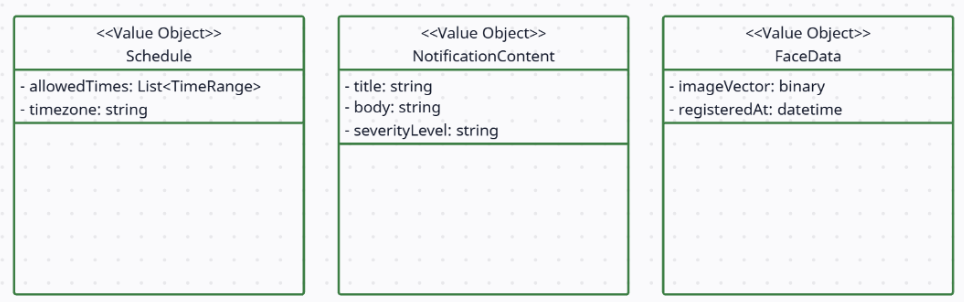 <<Value Object>>
Schedule
- allowedTimes: List<TimeRange>
- timezone: string
<<Value Object>>
NotificationContent
- title: string
- body: string
- severityLevel: string
<<Value Object>>
FaceData
- imageVector: binary
- registeredAt: datetime